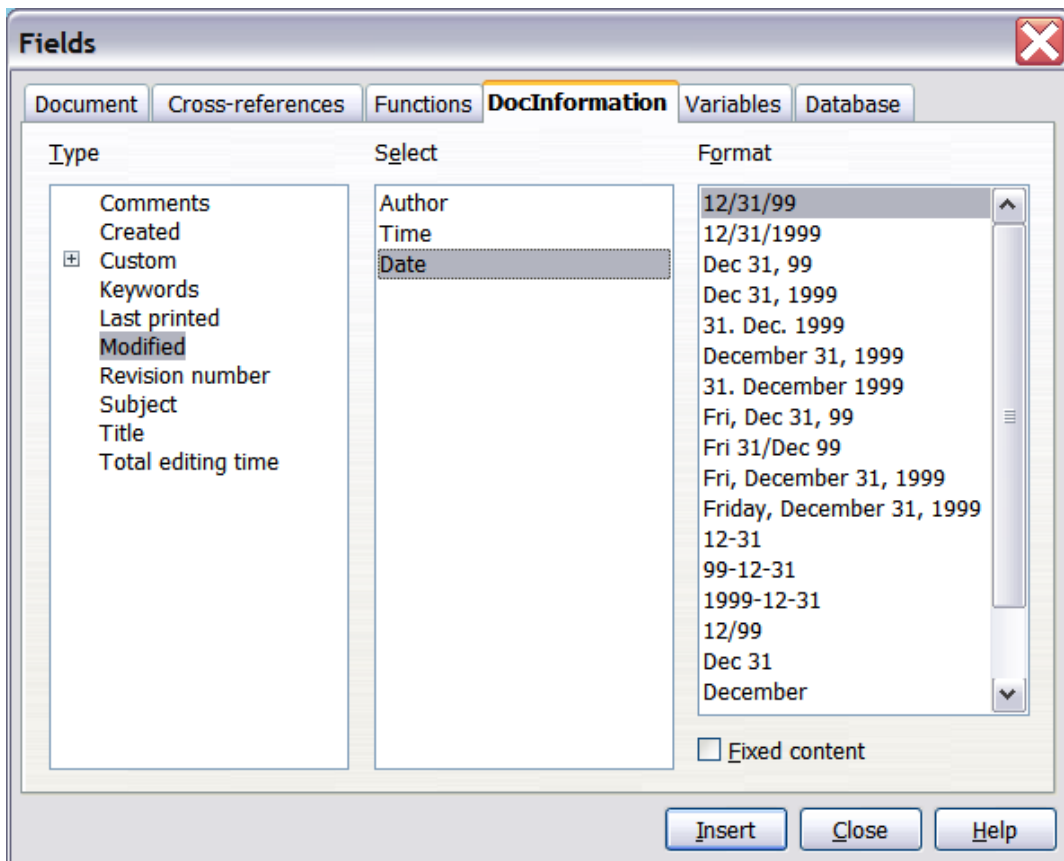 Fields
Document Cross-references Functions DocInformation Variables Database
Type
Comments
Created
Custom
Keywords
Last printed
Modified
Revision number
Subject
Title
Total editing time
Select
Author
Time
Date
Format
12/31/99
12/31/1999
Dec 31, 99
Dec 31, 1999
31. Dec. 1999
December 31, 1999
31. December 1999
Fri, Dec 31, 99
Fri 31/Dec 99
Fri, December 31, 1999
Friday, December 31, 1999
12-31
99-12-31
1999-12-31
12/99
Dec 31
December
Fixed content
Insert Close Help